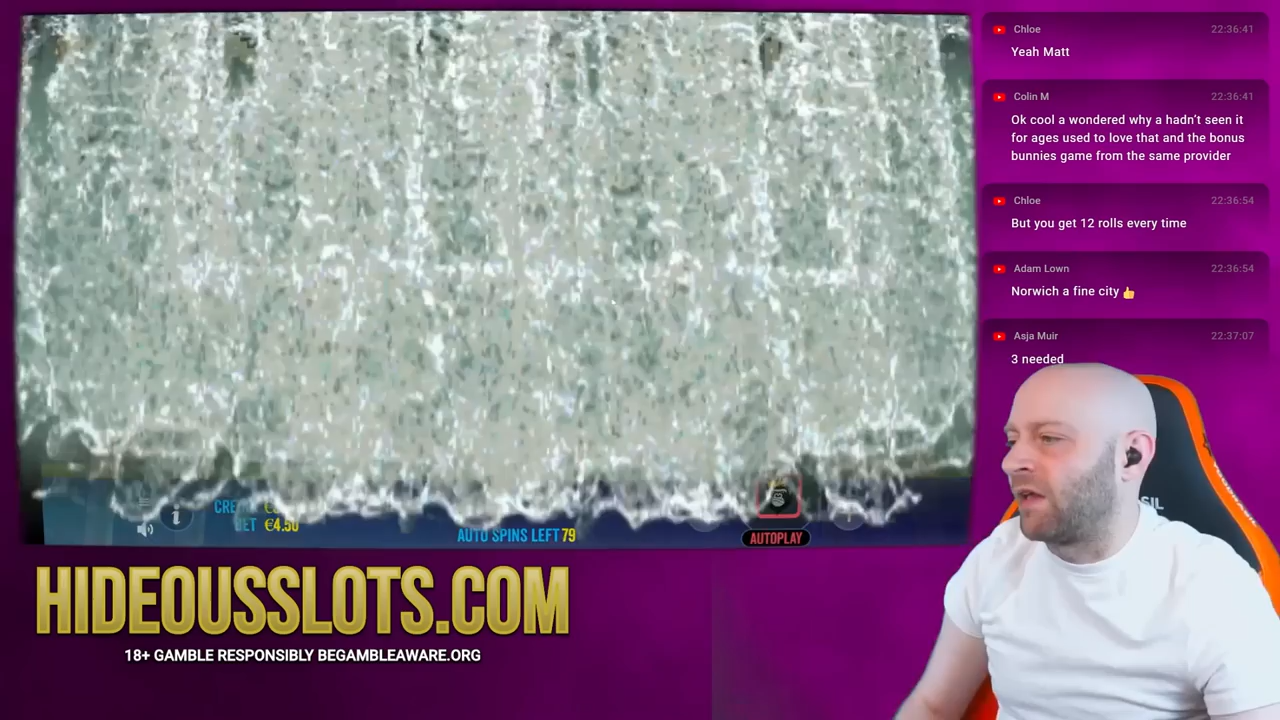 Chloe 22:36:41
Yeah Matt
Colin M 22:36:41
Ok cool a wondered why a hadn't seen it
for ages used to love that and the bonus
bunnies game from the same provider
Chloe 22:36:54
But you get 12 rolls every time
Adam Lown 22:36:54
Norwich a fine city 👍
Asja Muir 22:37:07
3 needed
BET €4.50
AUTO SPINS LEFT 79
AUTOPLAY
HIDEOUSSLOTS.COM
18+ GAMBLE RESPONSIBLY BEGAMBLEAWARE.ORG